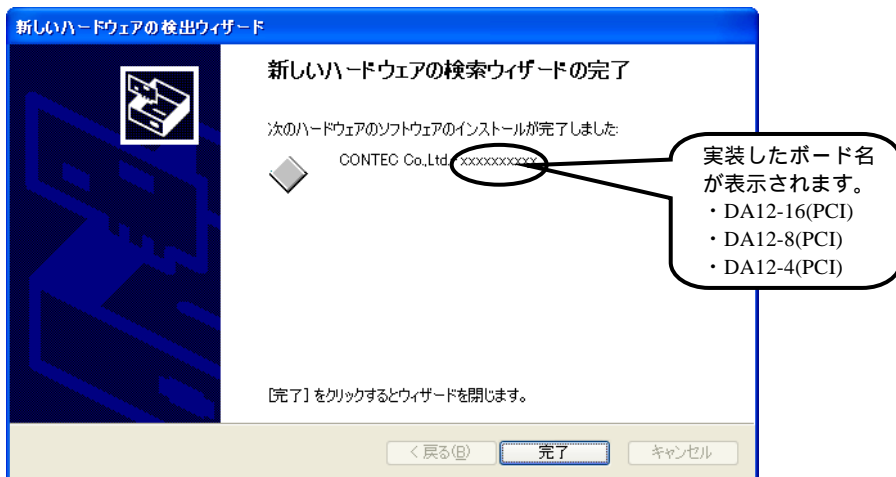 新しいハードウェアの検出ウィザード
新しいハードウェアの検索ウィザードの完了
次のハードウェアのソフトウェアのインストールが完了しました:
CONTEC Co.,Ltd. xxxxxxxxxx
実装したボード名
が表示されます。
・DA12-16(PCI)
・DA12-8(PCI)
・DA12-4(PCI)
[完了] をクリックするとウィザードを閉じます。
< 戻る(B)
完了
キャンセル